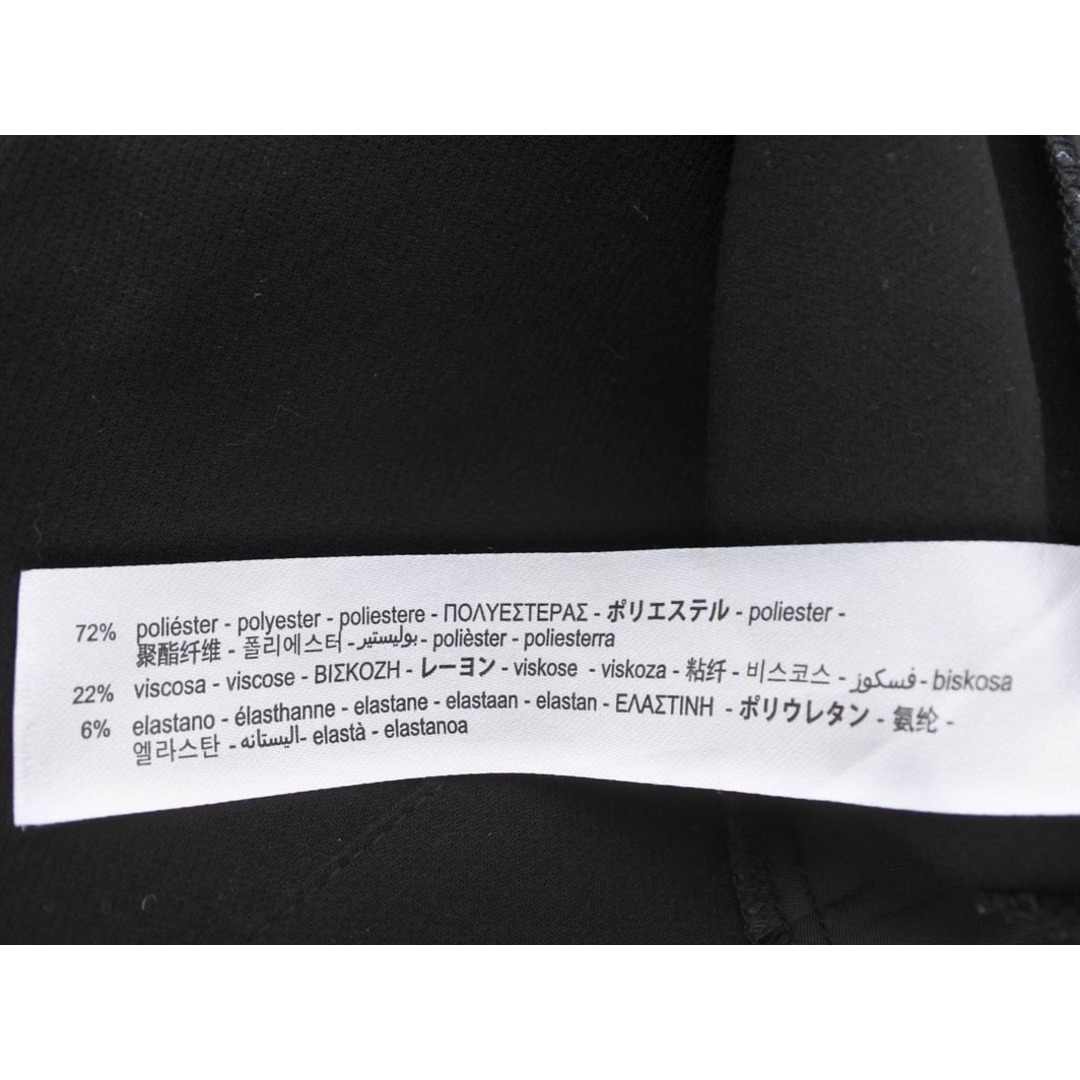 72% poliéster - polyester - poliestere - ΠΟΛΥΕΣΤΕΡΑΣ - ポリエステル - poliester -
聚酯纤维 - 폴리에스터 - بوليستير - polièster - poliesterra
22% viscosa - viscose - ΒΙΣΚΟΖΗ - レーヨン - viskose - viskoza - 粘纤 - 비스코스 - فسكوز - biskosa
6% elastano - élasthanne - elastane - elastaan - elastan - ΕΛΑΣΤΙΝΗ - ポリウレタン - 氨纶 -
엘라스탄 - اليستانه - elastà - elastanoa